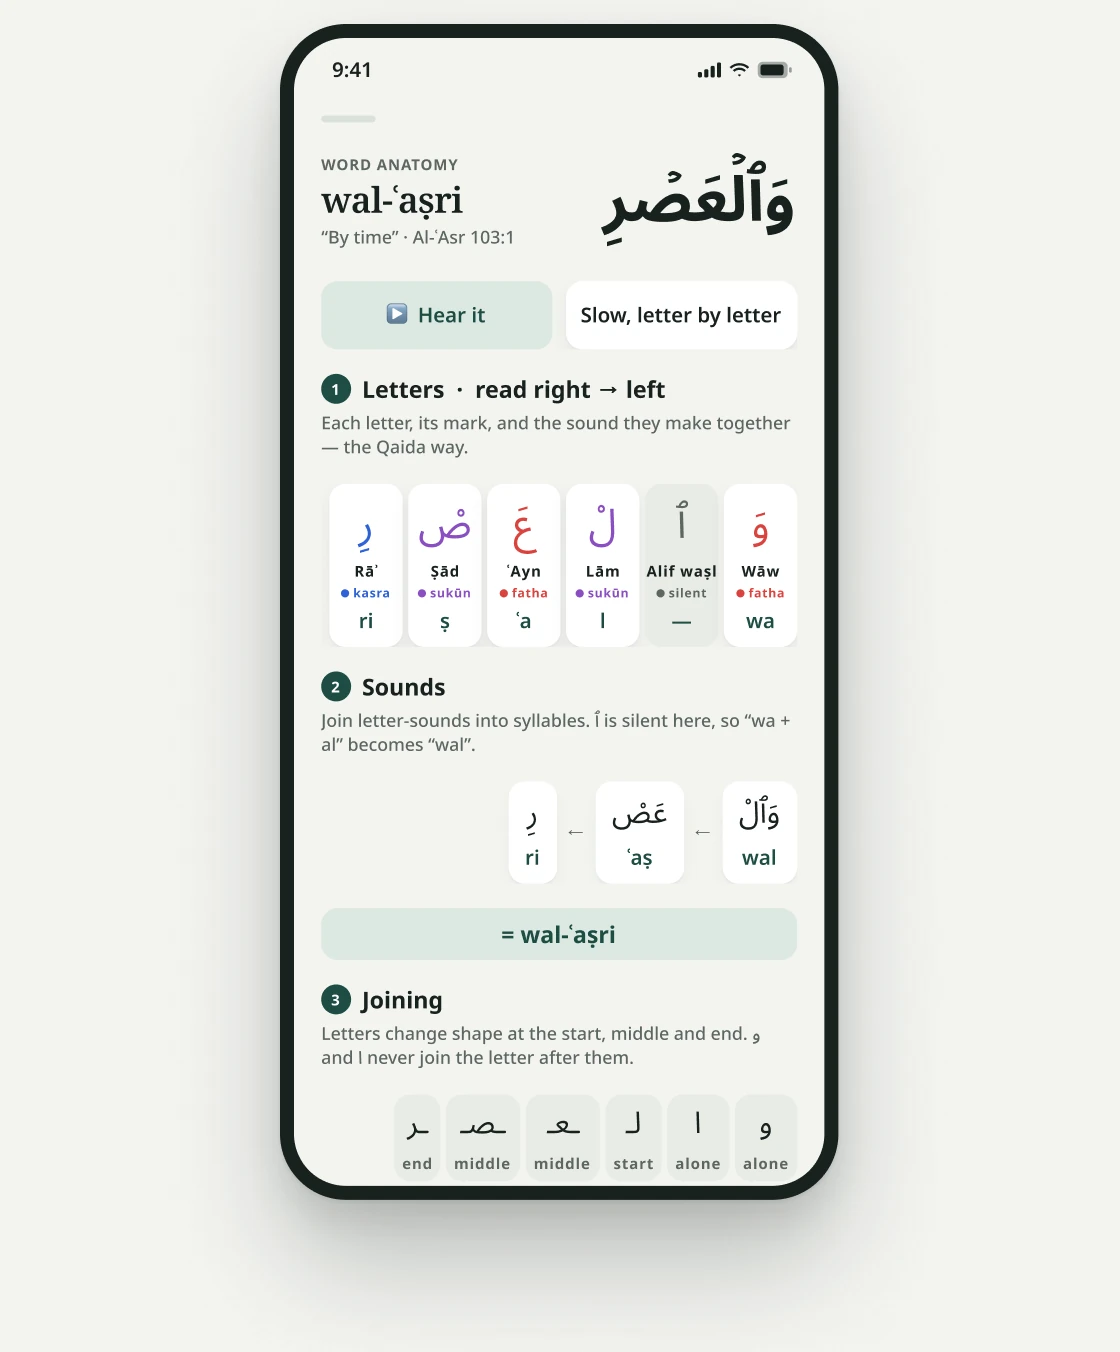 9:41
WORD ANATOMY
wal-ʿaṣri
“By time” · Al-ʿAsr 103:1
وَٱلۡعَصۡرِ
▶ Hear it
Slow, letter by letter
1 Letters · read right → left
Each letter, its mark, and the sound they make together
— the Qaida way.
رِ صْ عَ لْ ٱ وَ
Rāʾ Ṣād ʿAyn Lām Alif waṣl Wāw
kasra sukūn fatha sukūn silent fatha
ri ṣ ʿa l — wa
2 Sounds
Join letter-sounds into syllables. ٱ is silent here, so “wa +
al” becomes “wal”.
رِ ← عَصْ ← وَٱلْ
ri ʿaṣ wal
= wal-ʿaṣri
3 Joining
Letters change shape at the start, middle and end. و
and ا never join the letter after them.
ـر ـصـ ـعـ لـ ا و
end middle middle start alone alone